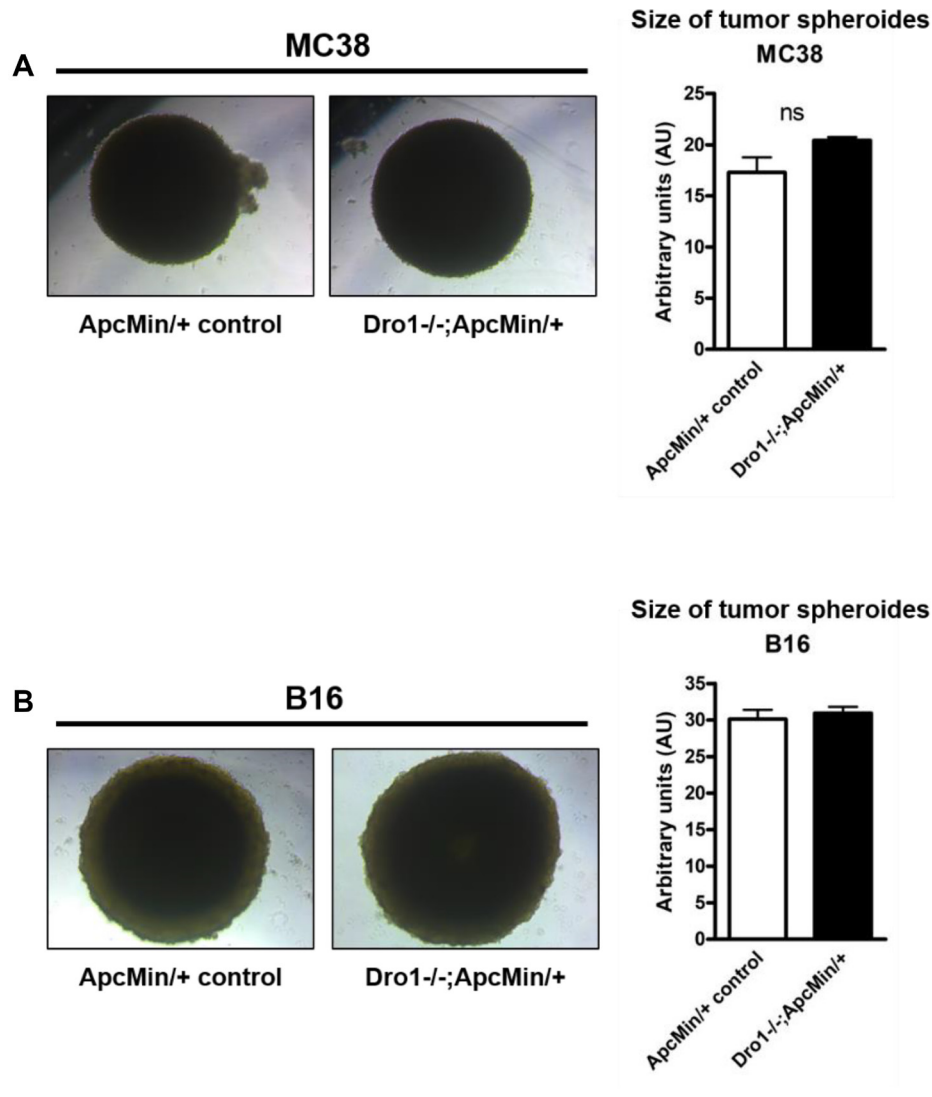 A
MC38
ApcMin/+ control
Dro1-/-;ApcMin/+
Size of tumor spheroides
MC38
Arbitrary units (AU)
25
20
15
10
5
0
ns
ApcMin/+ control
Dro1-/-;ApcMin/+
B
B16
ApcMin/+ control
Dro1-/-;ApcMin/+
Size of tumor spheroides
B16
Arbitrary units (AU)
35
30
25
20
15
10
5
0
ApcMin/+ control
Dro1-/-;ApcMin/+